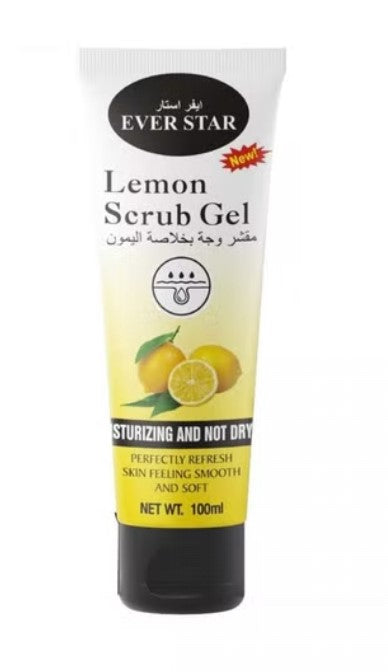 ايفر استار
EVER STAR
New!
Lemon
Scrub Gel
مقشر وجة بخلاصة اليمون
STURIZING AND NOT DRY
PERFECTLY REFRESH
SKIN FEELING SMOOTH
AND SOFT
NET WT. 100ml